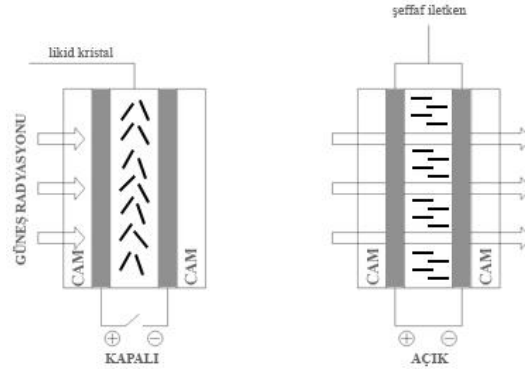 şeffaf iletken
likid kristal
GÜNEŞ RADYASYONU
CAM
CAM
CAM
CAM
+ −
+ −
KAPALI
AÇIK